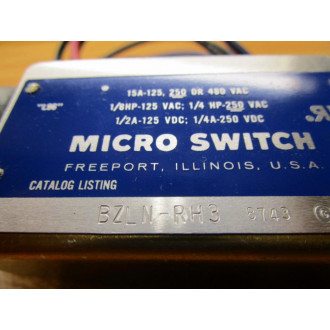 15A-125, 250 OR 480 VAC
"L96" 1/8HP-125 VAC; 1/4 HP-250 VAC
1/2A-125 VDC; 1/4A-250 VDC
MICRO SWITCH
FREEPORT, ILLINOIS, U.S.A.
CATALOG LISTING
BZLN-RH3 8743